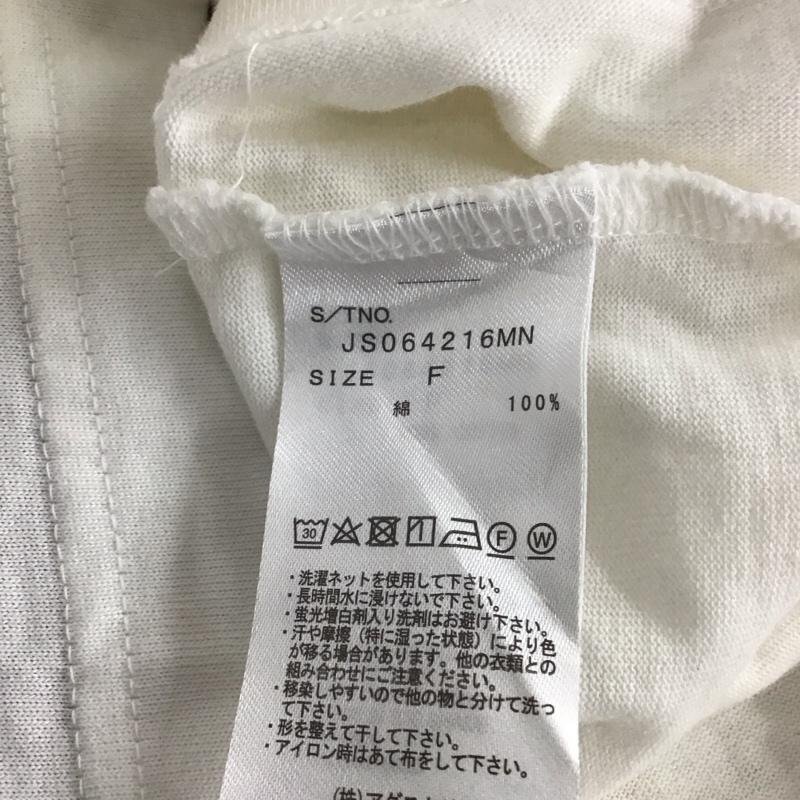 S/TNO.
JS064216MN
SIZE F
綿 100%
30 F W
・洗濯ネットを使用して下さい。
・長時間水に浸けないで下さい。
・蛍光増白剤入り洗剤はお避け下さい。
・汗や摩擦（特に湿った状態）により色
が移る場合があります。他の衣類との
組み合わせにご注意ください。
・移染しやすいので他の物と分けて洗っ
て下さい。
・形を整えて干して下さい。
・アイロン時はあて布をして下さい。